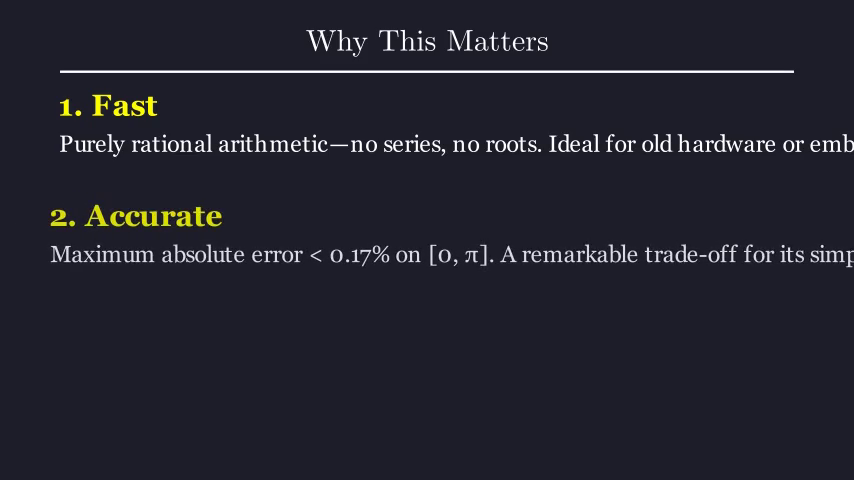 Why This Matters
1. Fast
Purely rational arithmetic—no series, no roots. Ideal for old hardware or emb
2. Accurate
Maximum absolute error < 0.17% on [0, π]. A remarkable trade-off for its simp